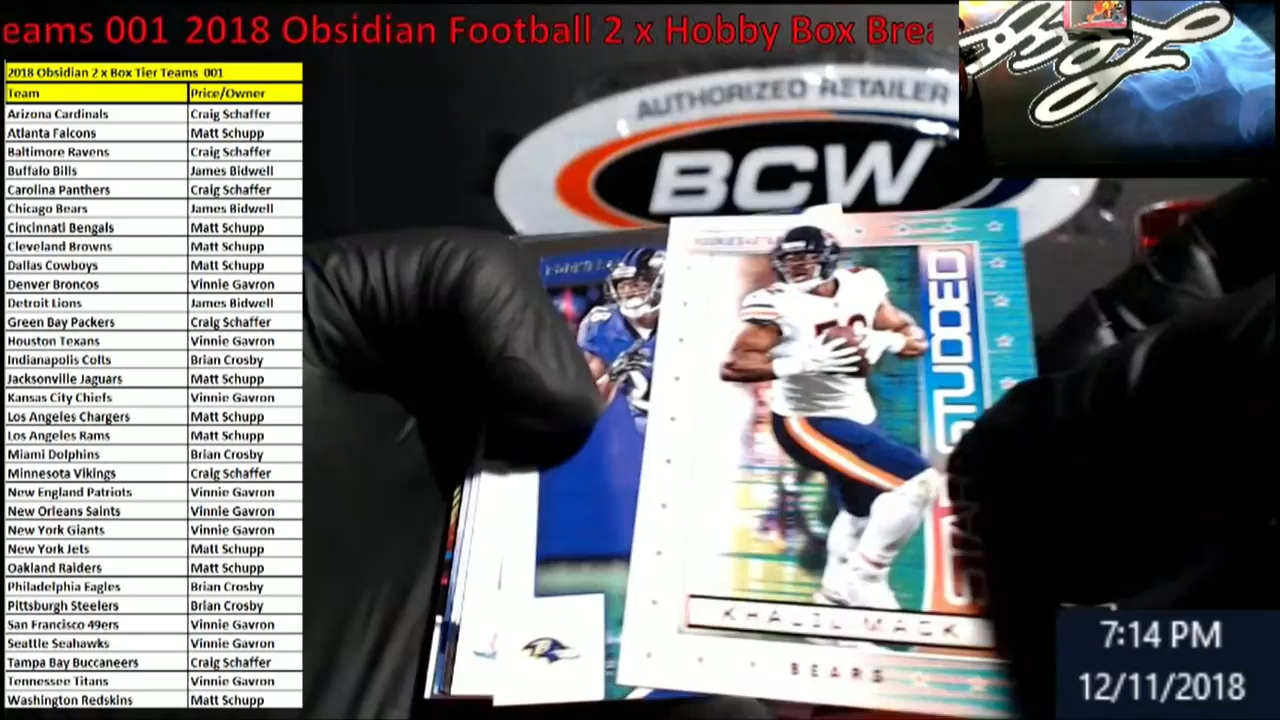 eams 001 2018 Obsidian Football 2 x Hobby Box Brea
2018 Obsidian 2 x Box Tier Teams 001
Team Price/Owner
Arizona Cardinals Craig Schaffer
Atlanta Falcons Matt Schupp
Baltimore Ravens Craig Schaffer
Buffalo Bills James Bidwell
Carolina Panthers Craig Schaffer
Chicago Bears James Bidwell
Cincinnati Bengals Matt Schupp
Cleveland Browns Matt Schupp
Dallas Cowboys Matt Schupp
Denver Broncos Vinnie Gavron
Detroit Lions James Bidwell
Green Bay Packers Craig Schaffer
Houston Texans Vinnie Gavron
Indianapolis Colts Brian Crosby
Jacksonville Jaguars Matt Schupp
Kansas City Chiefs Vinnie Gavron
Los Angeles Chargers Matt Schupp
Los Angeles Rams Matt Schupp
Miami Dolphins Brian Crosby
Minnesota Vikings Craig Schaffer
New England Patriots Vinnie Gavron
New Orleans Saints Vinnie Gavron
New York Giants Vinnie Gavron
New York Jets Matt Schupp
Oakland Raiders Matt Schupp
Philadelphia Eagles Brian Crosby
Pittsburgh Steelers Brian Crosby
San Francisco 49ers Vinnie Gavron
Seattle Seahawks Vinnie Gavron
Tampa Bay Buccaneers Craig Schaffer
Tennessee Titans Vinnie Gavron
Washington Redskins Matt Schupp
AUTHORIZED RETAILER
BCW
STAR STUDDED
KHALIL MACK
BEARS
7:14 PM
12/11/2018